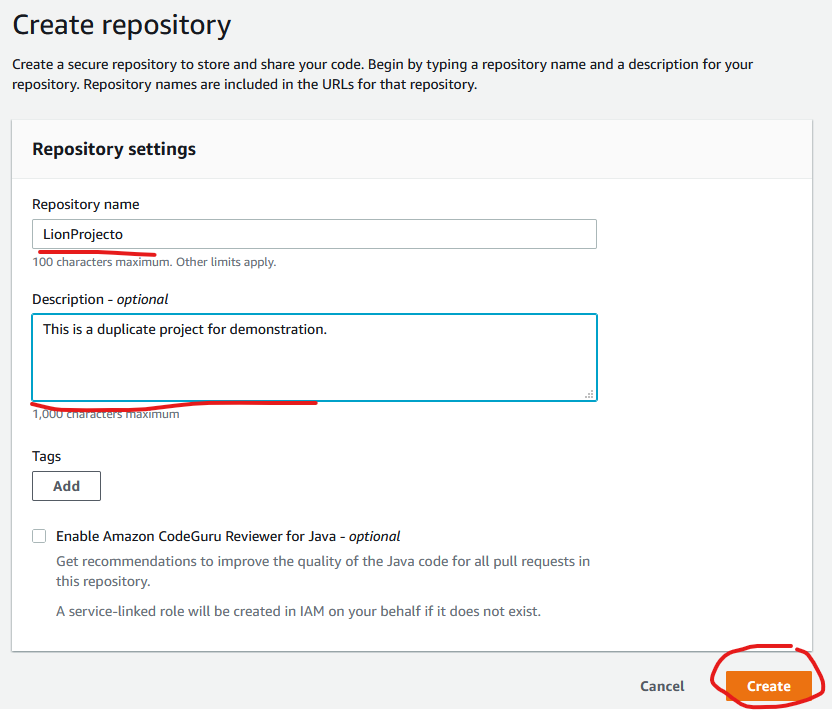 Create repository
Create a secure repository to store and share your code. Begin by typing a repository name and a description for your
repository. Repository names are included in the URLs for that repository.
Repository settings
Repository name
LionProjecto
100 characters maximum. Other limits apply.
Description - optional
This is a duplicate project for demonstration.
1,000 characters maximum
Tags
Add
Enable Amazon CodeGuru Reviewer for Java - optional
Get recommendations to improve the quality of the Java code for all pull requests in
this repository.
A service-linked role will be created in IAM on your behalf if it does not exist.
Cancel
Create